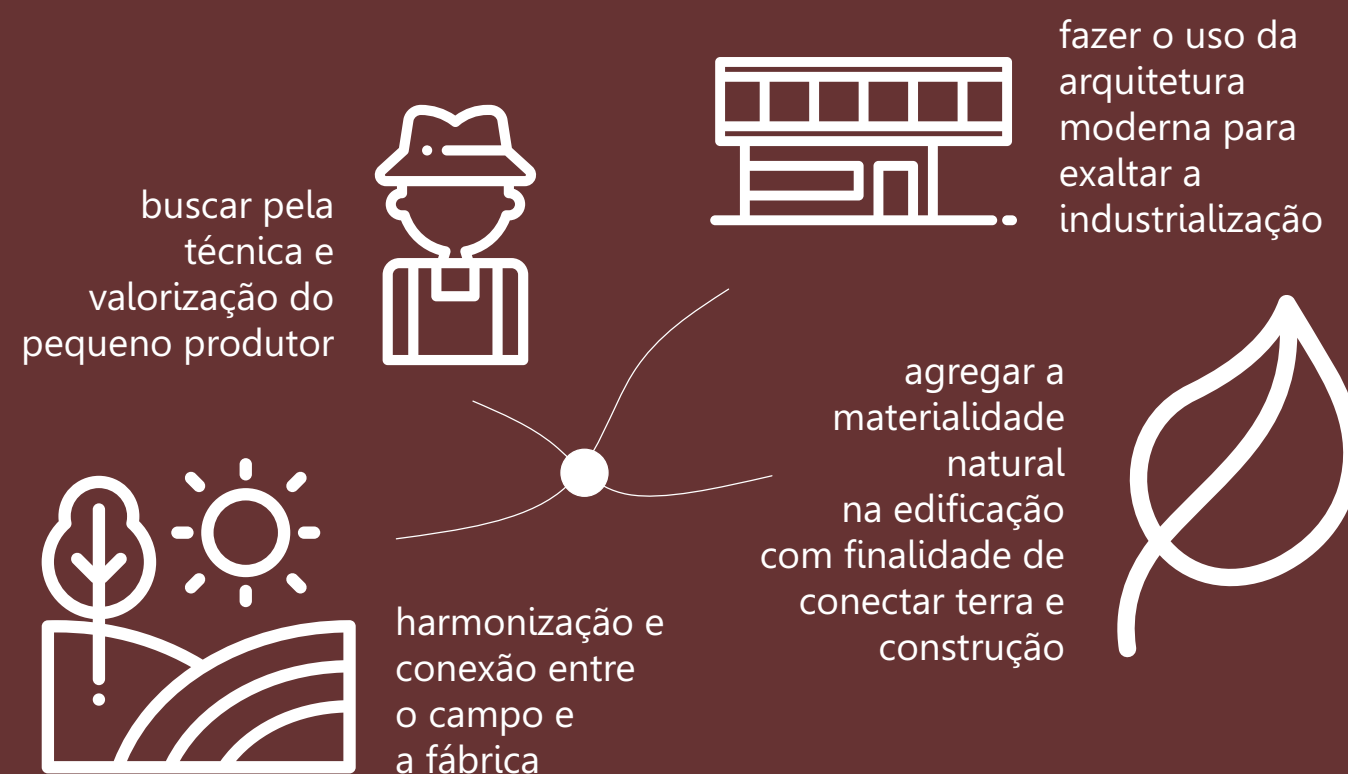 buscar pela
técnica e
valorização do
pequeno produtor
fazer o uso da
arquitetura
moderna para
exaltar a
industrialização
agregar a
materialidade
natural
na edificação
com finalidade de
conectar terra e
construção
harmonização e
conexão entre
o campo e
a fábrica